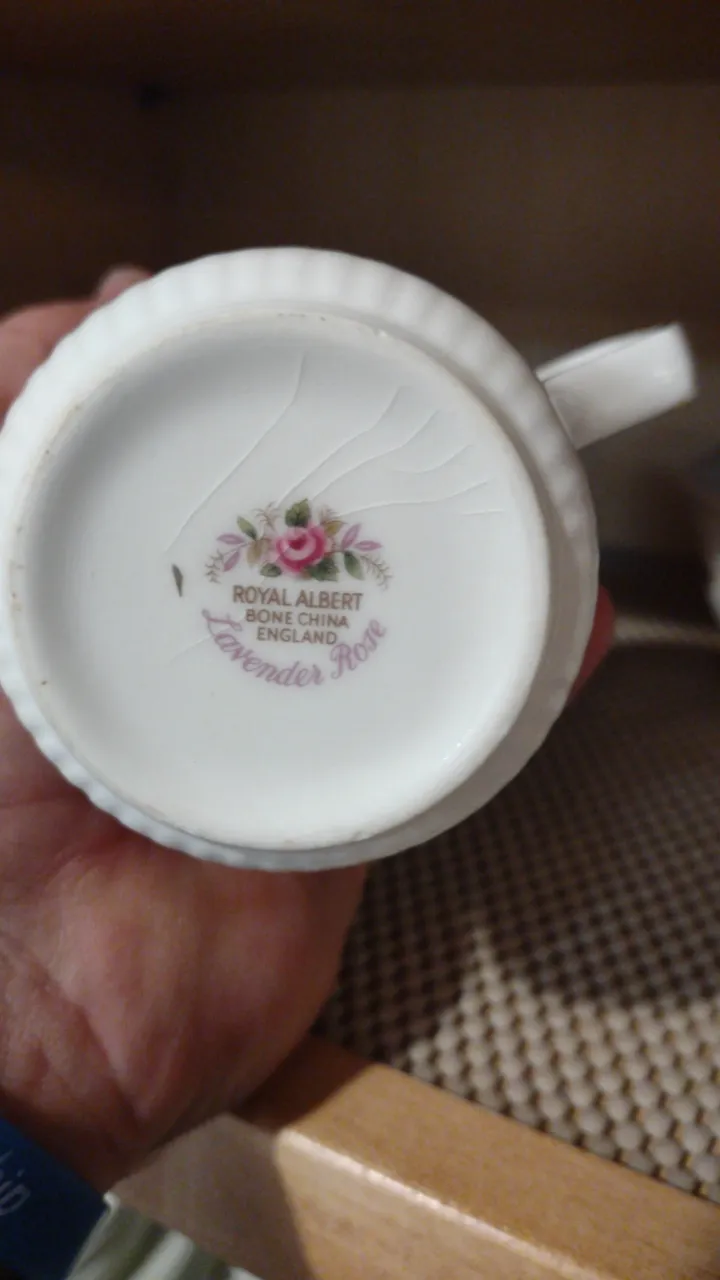 ROYAL ALBERT
BONE CHINA
ENGLAND
Lavender Rose